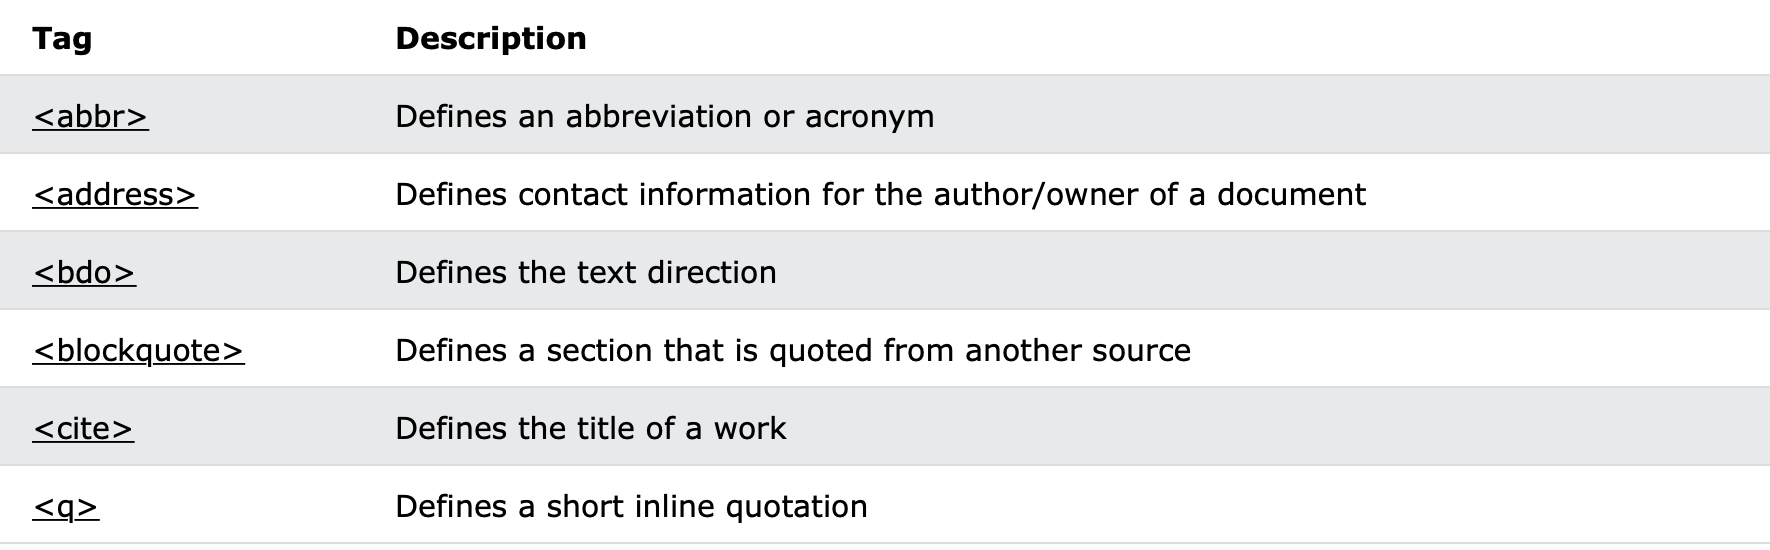 Tag Description
<abbr> Defines an abbreviation or acronym
<address> Defines contact information for the author/owner of a document
<bdo> Defines the text direction
<blockquote> Defines a section that is quoted from another source
<cite> Defines the title of a work
<q> Defines a short inline quotation